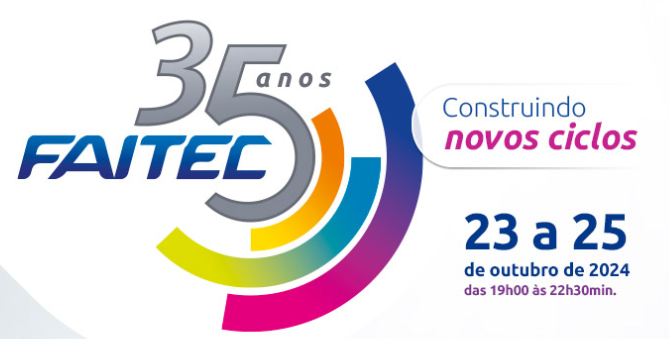 35
anos
FAITEC
Construindo
novos ciclos
23 a 25
de outubro de 2024
das 19h00 às 22h30min.